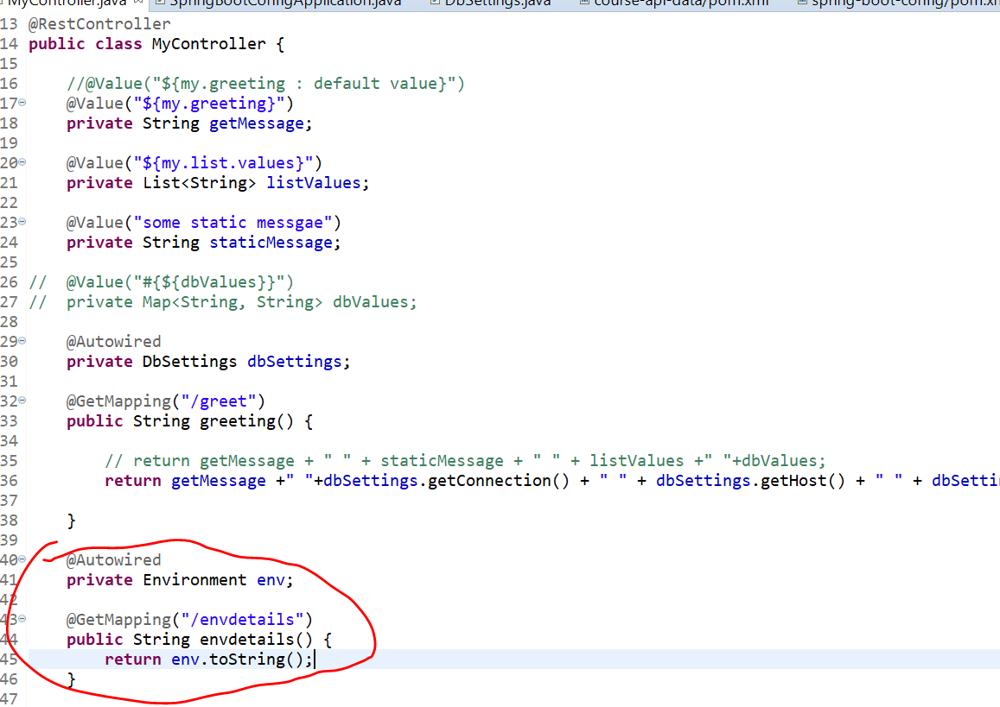 MyController.java SpringBootConfigApplication.java DbSettings.java course-api-data/pom.xml spring-boot-config/pom.xm
13 @RestController
14 public class MyController {
15
16 //@Value("${my.greeting : default value}")
17 @Value("${my.greeting}")
18 private String getMessage;
19
20 @Value("${my.list.values}")
21 private List<String> listValues;
22
23 @Value("some static messgae")
24 private String staticMessage;
25
26 // @Value("#{${dbValues}}")
27 // private Map<String, String> dbValues;
28
29 @Autowired
30 private DbSettings dbSettings;
31
32 @GetMapping("/greet")
33 public String greeting() {
34
35 // return getMessage + " " + staticMessage + " " + listValues +" "+dbValues;
36 return getMessage +" "+dbSettings.getConnection() + " " + dbSettings.getHost() + " " + dbSettin
37
38 }
39
40 @Autowired
41 private Environment env;
42
43 @GetMapping("/envdetails")
44 public String envdetails() {
45 return env.toString();
46 }
47